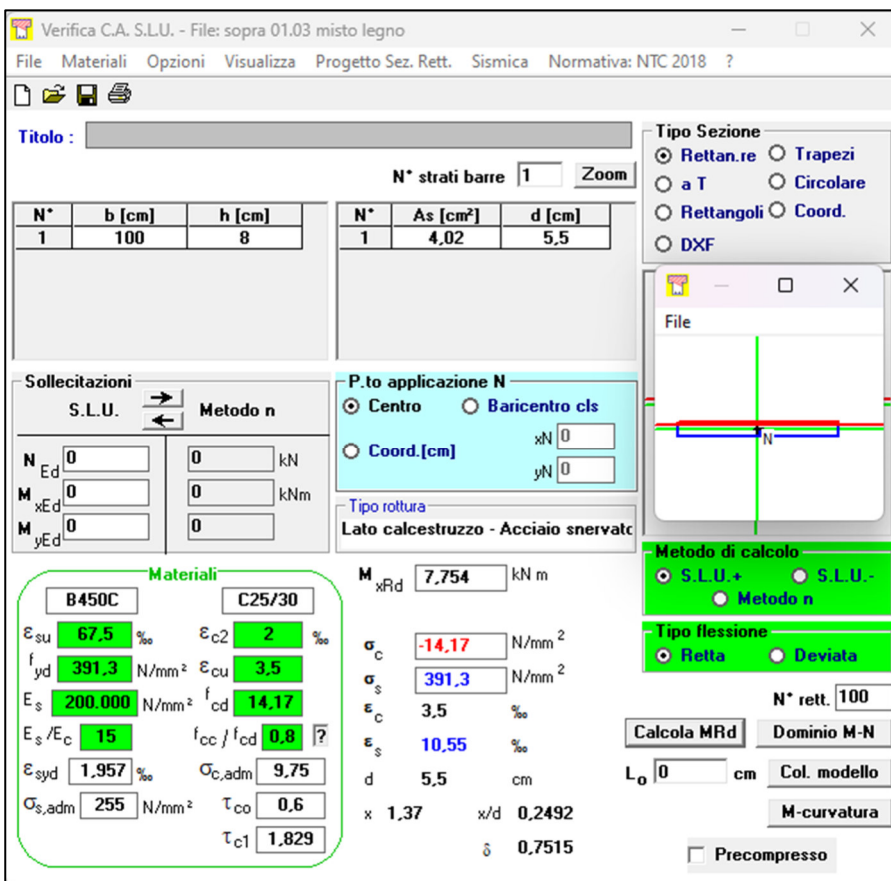 Verifica C.A. S.L.U. - File: sopra 01.03 misto legno
File Materiali Opzioni Visualizza Progetto Sez. Rett. Sismica Normativa: NTC 2018 ?
Titolo :
N° strati barre 1 Zoom
N° b [cm] h [cm]
1 100 8
N° As [cm²] d [cm]
1 4,02 5,5
Tipo Sezione
Rettan.re Trapezi
a T Circolare
Rettangoli Coord.
DXF
File
N
Sollecitazioni
S.L.U. Metodo n
N Ed 0 0 kN
M xEd 0 0 kNm
M yEd 0 0
P.to applicazione N
Centro Baricentro cls
Coord.[cm] xN 0
yN 0
Tipo rottura
Lato calcestruzzo - Acciaio snervato
Metodo di calcolo
S.L.U.+ S.L.U.-
Metodo n
Tipo flessione
Retta Deviata
Materiali
B450C C25/30
εsu 67,5 ‰ εc2 2 ‰
fyd 391,3 N/mm² εcu 3,5
Es 200.000 N/mm² fcd 14,17
Es/Ec 15 fcc/fcd 0,8 ?
εsyd 1,957 ‰ σc,adm 9,75
σs,adm 255 N/mm² τco 0,6
τc1 1,829
M xRd 7,754 kN m
σc -14,17 N/mm²
σs 391,3 N/mm²
εc 3,5 ‰
εs 10,55 ‰
d 5,5 cm
x 1,37 x/d 0,2492
δ 0,7515
N° rett. 100
Calcola MRd Dominio M-N
Lo 0 cm Col. modello
M-curvatura
Precompresso